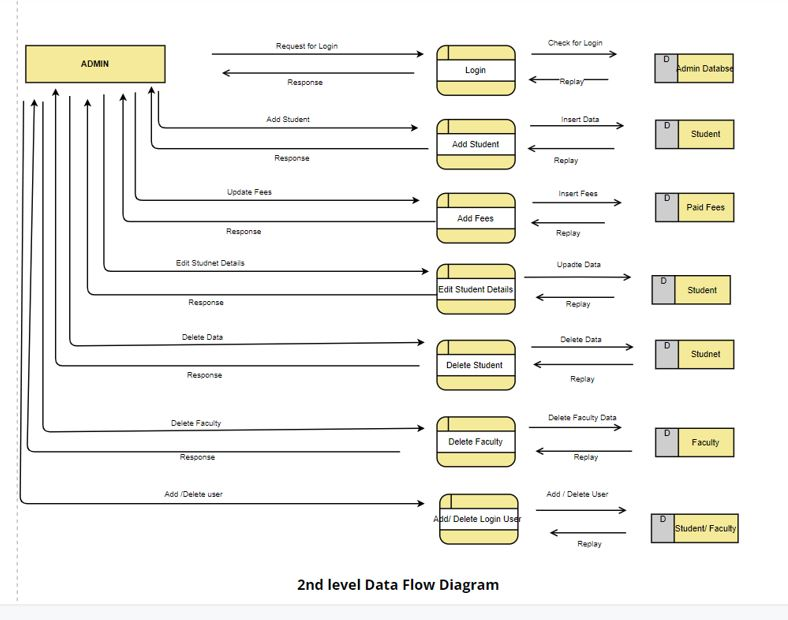 ADMIN
Request for Login
Response
Login
Check for Login
Replay
D
Admin Databse
Add Student
Response
Add Student
Insert Data
Replay
D
Student
Update Fees
Response
Add Fees
Insert Fees
Replay
D
Paid Fees
Edit Studnet Details
Response
Edit Student Details
Upadte Data
Replay
D
Student
Delete Data
Response
Delete Student
Delete Data
Replay
D
Studnet
Delete Faculty
Response
Delete Faculty
Delete Faculty Data
Replay
D
Faculty
Add /Delete user
Add/ Delete Login User
Add / Delete User
Replay
D
Student/ Faculty
2nd level Data Flow Diagram